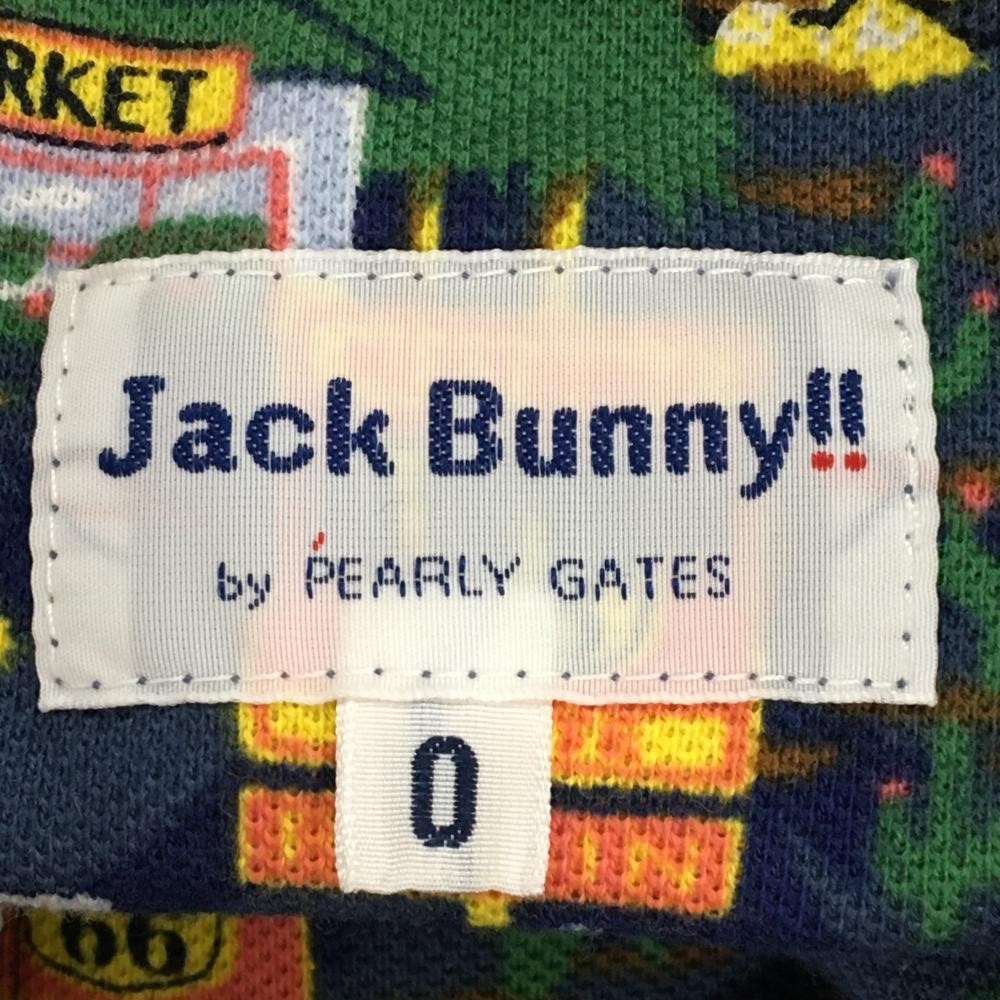 RKET
Jack Bunny!!
by PEARLY GATES
0
66